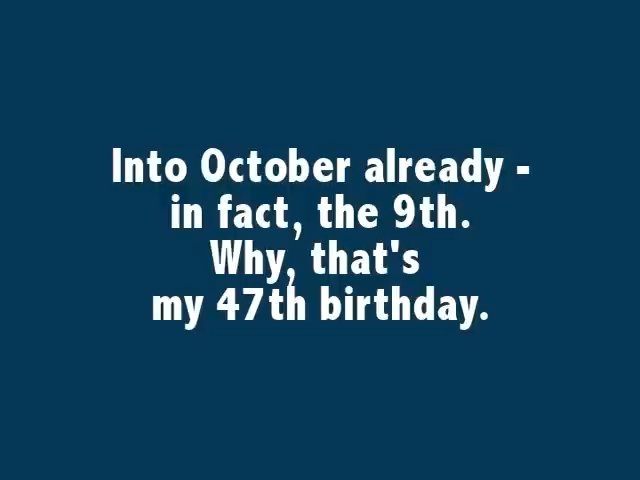 Into October already -
in fact, the 9th.
Why, that's
my 47th birthday.